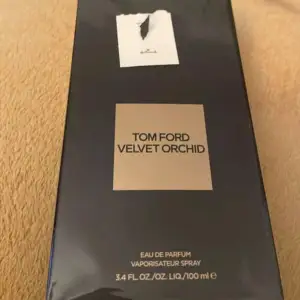 TOM FORD
VELVET ORCHID
EAU DE PARFUM
VAPORISATEUR SPRAY
3.4 FL. OZ./OZ. LIQ./100 ml ℮